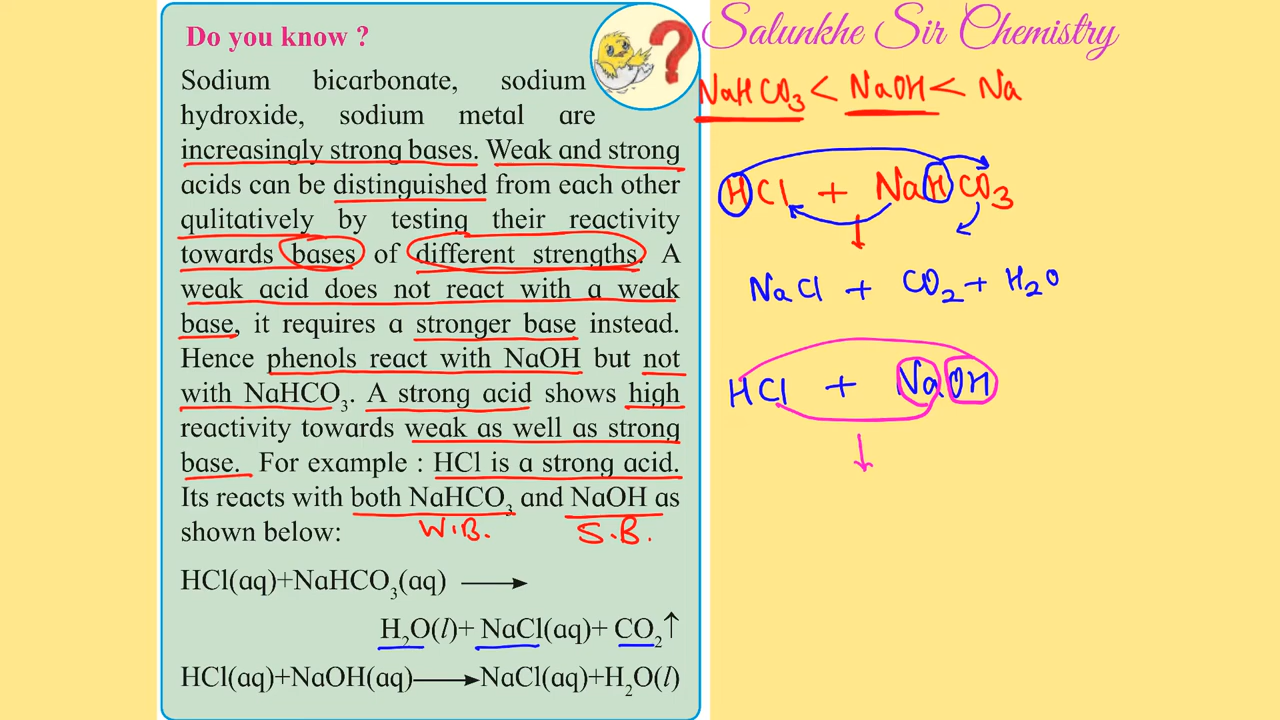 Do you know ?
Sodium bicarbonate, sodium
hydroxide, sodium metal are
increasingly strong bases. Weak and strong
acids can be distinguished from each other
qulitatively by testing their reactivity
towards bases of different strengths. A
weak acid does not react with a weak
base, it requires a stronger base instead.
Hence phenols react with NaOH but not
with NaHCO₃. A strong acid shows high
reactivity towards weak as well as strong
base. For example : HCl is a strong acid.
Its reacts with both NaHCO₃ and NaOH as
W.B. S.B.
shown below:
HCl(aq)+NaHCO₃(aq) ⟶
H₂O(l)+ NaCl(aq)+ CO₂↑
HCl(aq)+NaOH(aq)⟶NaCl(aq)+H₂O(l)
?
Salunkhe Sir Chemistry
NaHCO₃ < NaOH < Na
HCl + NaHCO₃
↓
NaCl + CO₂ + H₂O
HCl + NaOH
↓